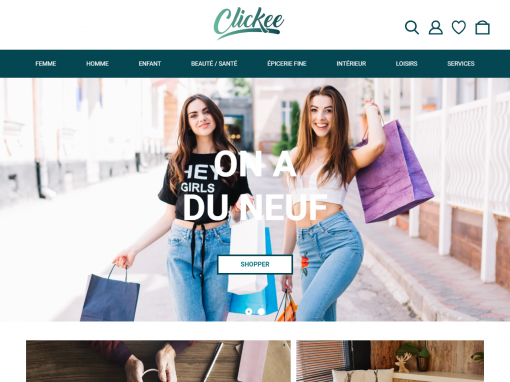 Clickee
FEMME HOMME ENFANT BEAUTÉ / SANTÉ ÉPICERIE FINE INTÉRIEUR LOISIRS SERVICES
HEY
GIRLS
ON A
DU NEUF
SHOPPER